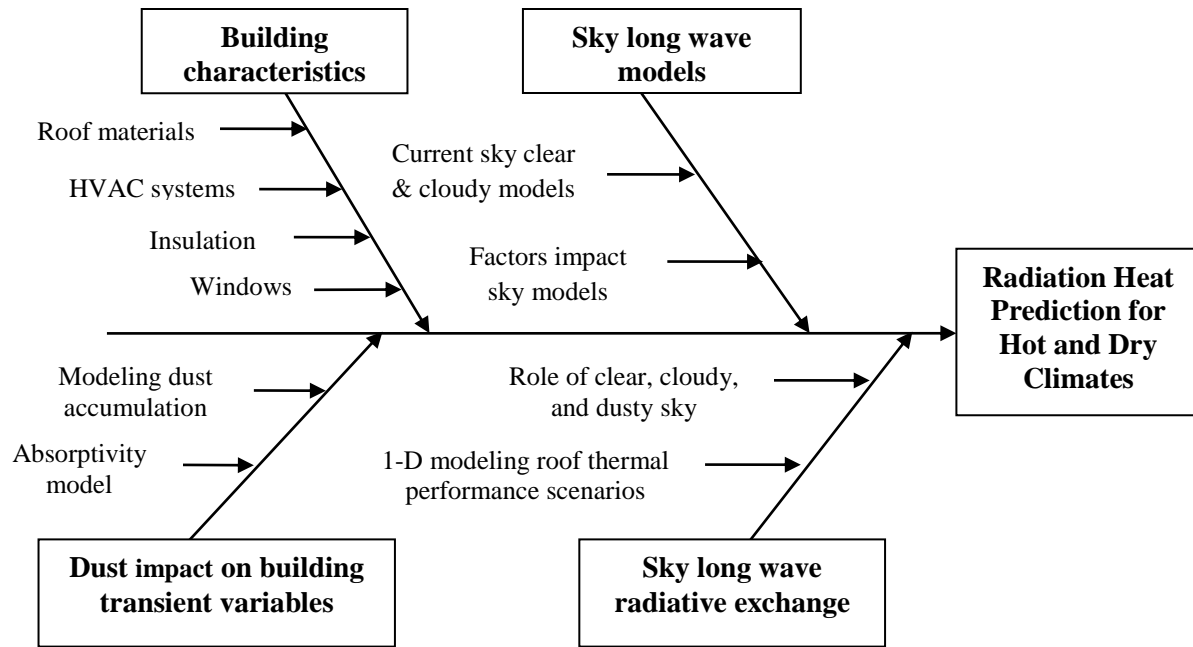 Building
characteristics
Sky long wave
models
Roof materials
HVAC systems
Insulation
Windows
Current sky clear
& cloudy models
Factors impact
sky models
Radiation Heat
Prediction for
Hot and Dry
Climates
Modeling dust
accumulation
Absorptivity
model
Role of clear, cloudy,
and dusty sky
1-D modeling roof thermal
performance scenarios
Dust impact on building
transient variables
Sky long wave
radiative exchange